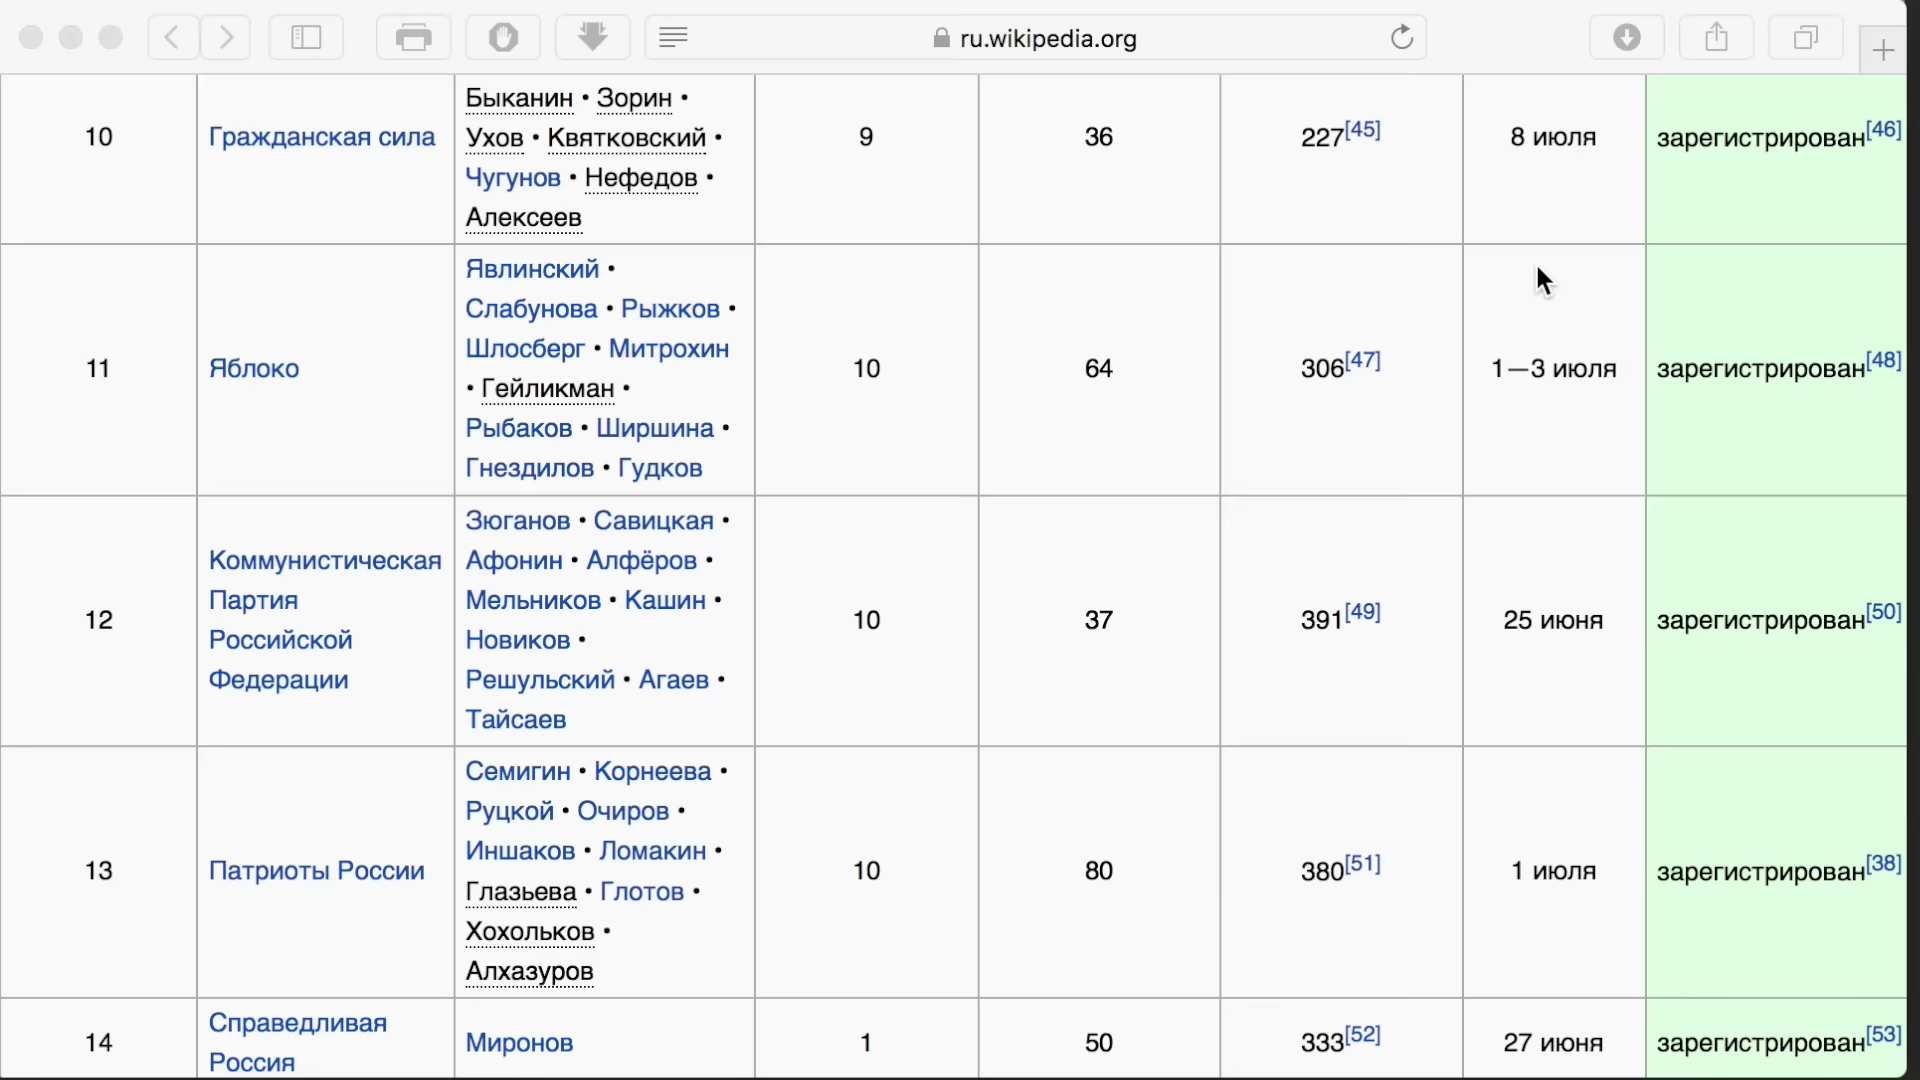 ru.wikipedia.org
10
Гражданская сила
Быканин • Зорин •
Ухов • Квятковский •
Чугунов • Нефедов •
Алексеев
9
36
227[45]
8 июля
зарегистрирован[46]
11
Яблоко
Явлинский •
Слабунова • Рыжков •
Шлосберг • Митрохин
• Гейликман •
Рыбаков • Ширшина •
Гнездилов • Гудков
10
64
306[47]
1—3 июля
зарегистрирован[48]
12
Коммунистическая
Партия
Российской
Федерации
Зюганов • Савицкая •
Афонин • Алфёров •
Мельников • Кашин •
Новиков •
Решульский • Агаев •
Тайсаев
10
37
391[49]
25 июня
зарегистрирован[50]
13
Патриоты России
Семигин • Корнеева •
Руцкой • Очиров •
Иншаков • Ломакин •
Глазьева • Глотов •
Хохольков •
Алхазуров
10
80
380[51]
1 июля
зарегистрирован[38]
14
Справедливая
Россия
Миронов
1
50
333[52]
27 июня
зарегистрирован[53]